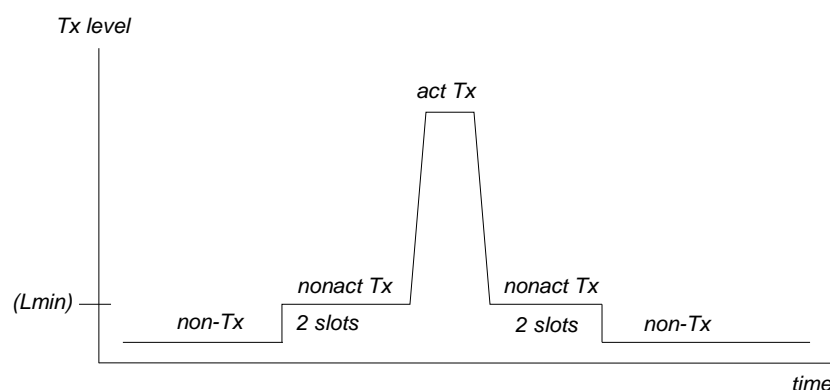 Tx level
act Tx
nonact Tx
nonact Tx
(Lmin)
non-Tx
2 slots
2 slots
non-Tx
time